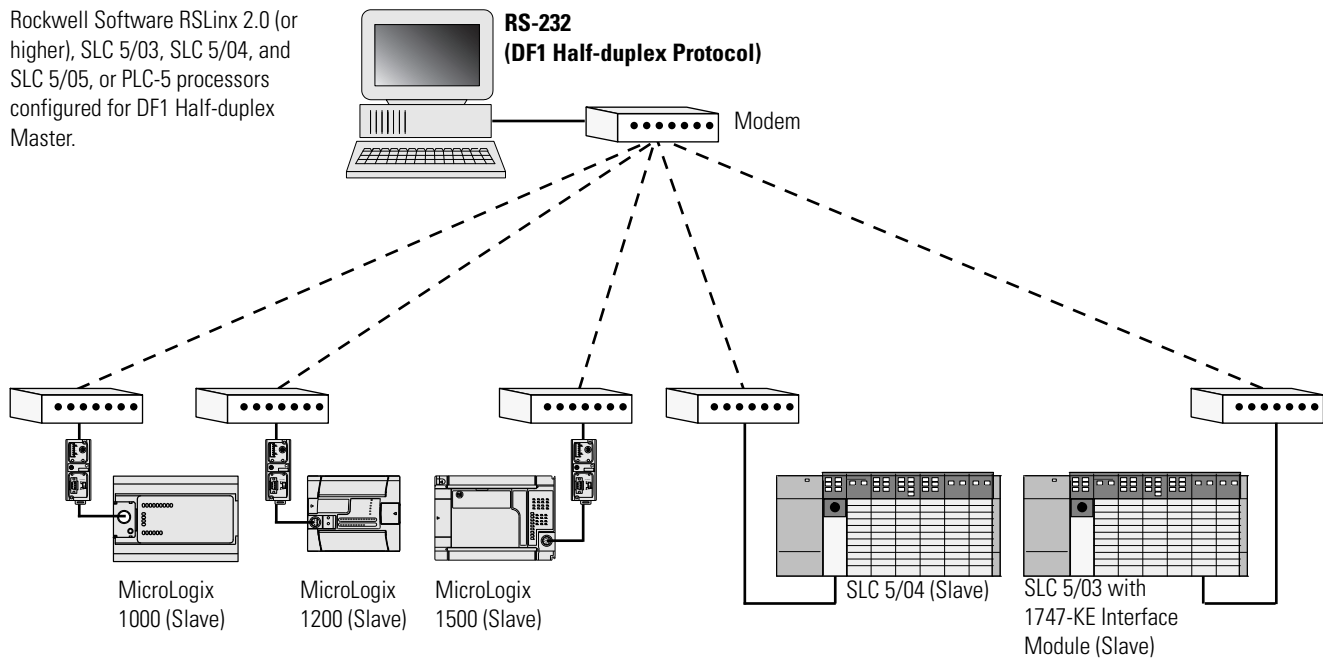 Rockwell Software RSLinx 2.0 (or
higher), SLC 5/03, SLC 5/04, and
SLC 5/05, or PLC-5 processors
configured for DF1 Half-duplex
Master.
RS-232
(DF1 Half-duplex Protocol)
Modem
MicroLogix
1000 (Slave)
MicroLogix
1200 (Slave)
MicroLogix
1500 (Slave)
SLC 5/04 (Slave)
SLC 5/03 with
1747-KE Interface
Module (Slave)